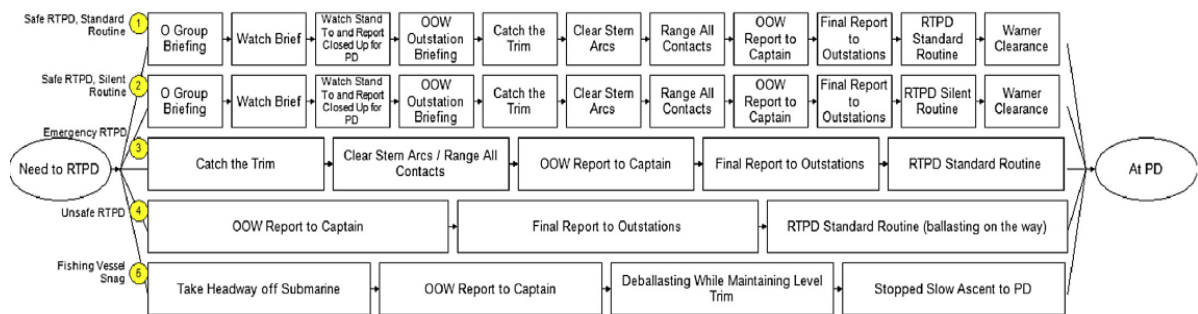 Safe RTPD, Standard
Routine
1
O Group
Briefing
Watch Brief
Watch Stand
To and Report
Closed Up for
PD
OOW
Outstation
Briefing
Catch the
Trim
Clear Stern
Arcs
Range All
Contacts
OOW
Report to
Captain
Final Report
to
Outstations
RTPD
Standard
Routine
Warner
Clearance
Safe RTPD, Silent
Routine
2
O Group
Briefing
Watch Brief
Watch Stand
To and Report
Closed Up for
PD
OOW
Outstation
Briefing
Catch the
Trim
Clear Stern
Arcs
Range All
Contacts
OOW
Report to
Captain
Final Report
to
Outstations
RTPD Silent
Routine
Warner
Clearance
Emergency RTPD
3
Catch the Trim
Clear Stern Arcs / Range All
Contacts
OOW Report to Captain
Final Report to Outstations
RTPD Standard Routine
Need to RTPD
At PD
Unsafe RTPD
4
OOW Report to Captain
Final Report to Outstations
RTPD Standard Routine (ballasting on the way)
Fishing Vessel
Snag
5
Take Headway off Submarine
OOW Report to Captain
Deballasting While Maintaining Level
Trim
Stopped Slow Ascent to PD